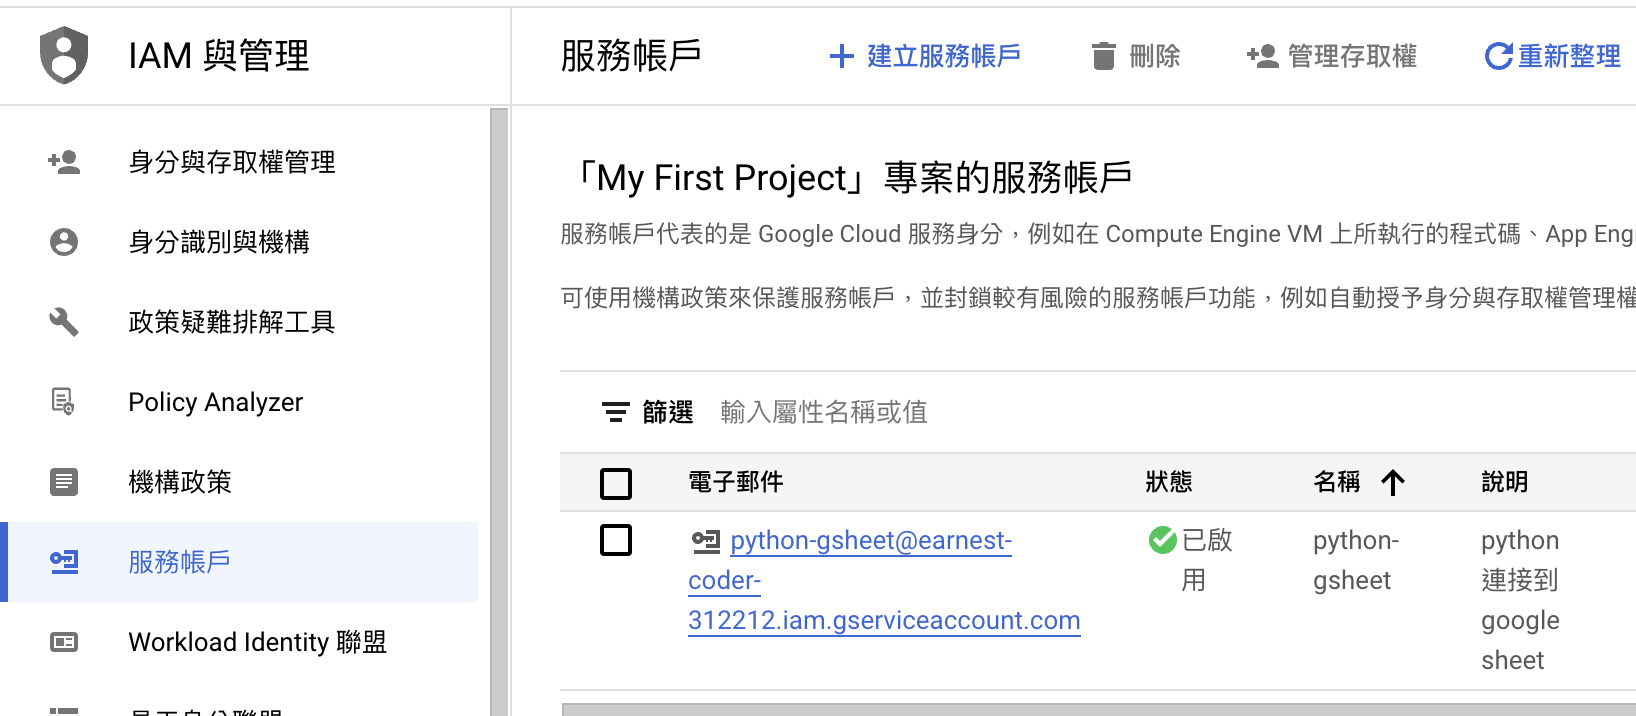 IAM 與管理
身分與存取權管理
身分識別與機構
政策疑難排解工具
Policy Analyzer
機構政策
服務帳戶
Workload Identity 聯盟
服務帳戶
建立服務帳戶
刪除
管理存取權
重新整理
「My First Project」專案的服務帳戶
服務帳戶代表的是 Google Cloud 服務身分，例如在 Compute Engine VM 上所執行的程式碼、App Engi
可使用機構政策來保護服務帳戶，並封鎖較有風險的服務帳戶功能，例如自動授予身分與存取權管理權
篩選 輸入屬性名稱或值
電子郵件 狀態 名稱 說明
python-gsheet@earnest-
coder-
312212.iam.gserviceaccount.com
已啟
用
python-
gsheet
python
連接到
google
sheet